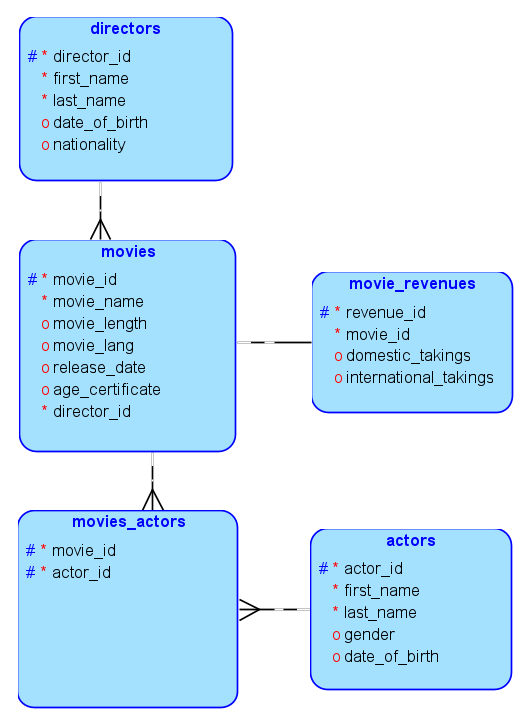 directors
# * director_id
* first_name
* last_name
o date_of_birth
o nationality
movies
# * movie_id
* movie_name
o movie_length
o movie_lang
o release_date
o age_certificate
* director_id
movie_revenues
# * revenue_id
* movie_id
o domestic_takings
o international_takings
movies_actors
# * movie_id
# * actor_id
actors
# * actor_id
* first_name
* last_name
o gender
o date_of_birth